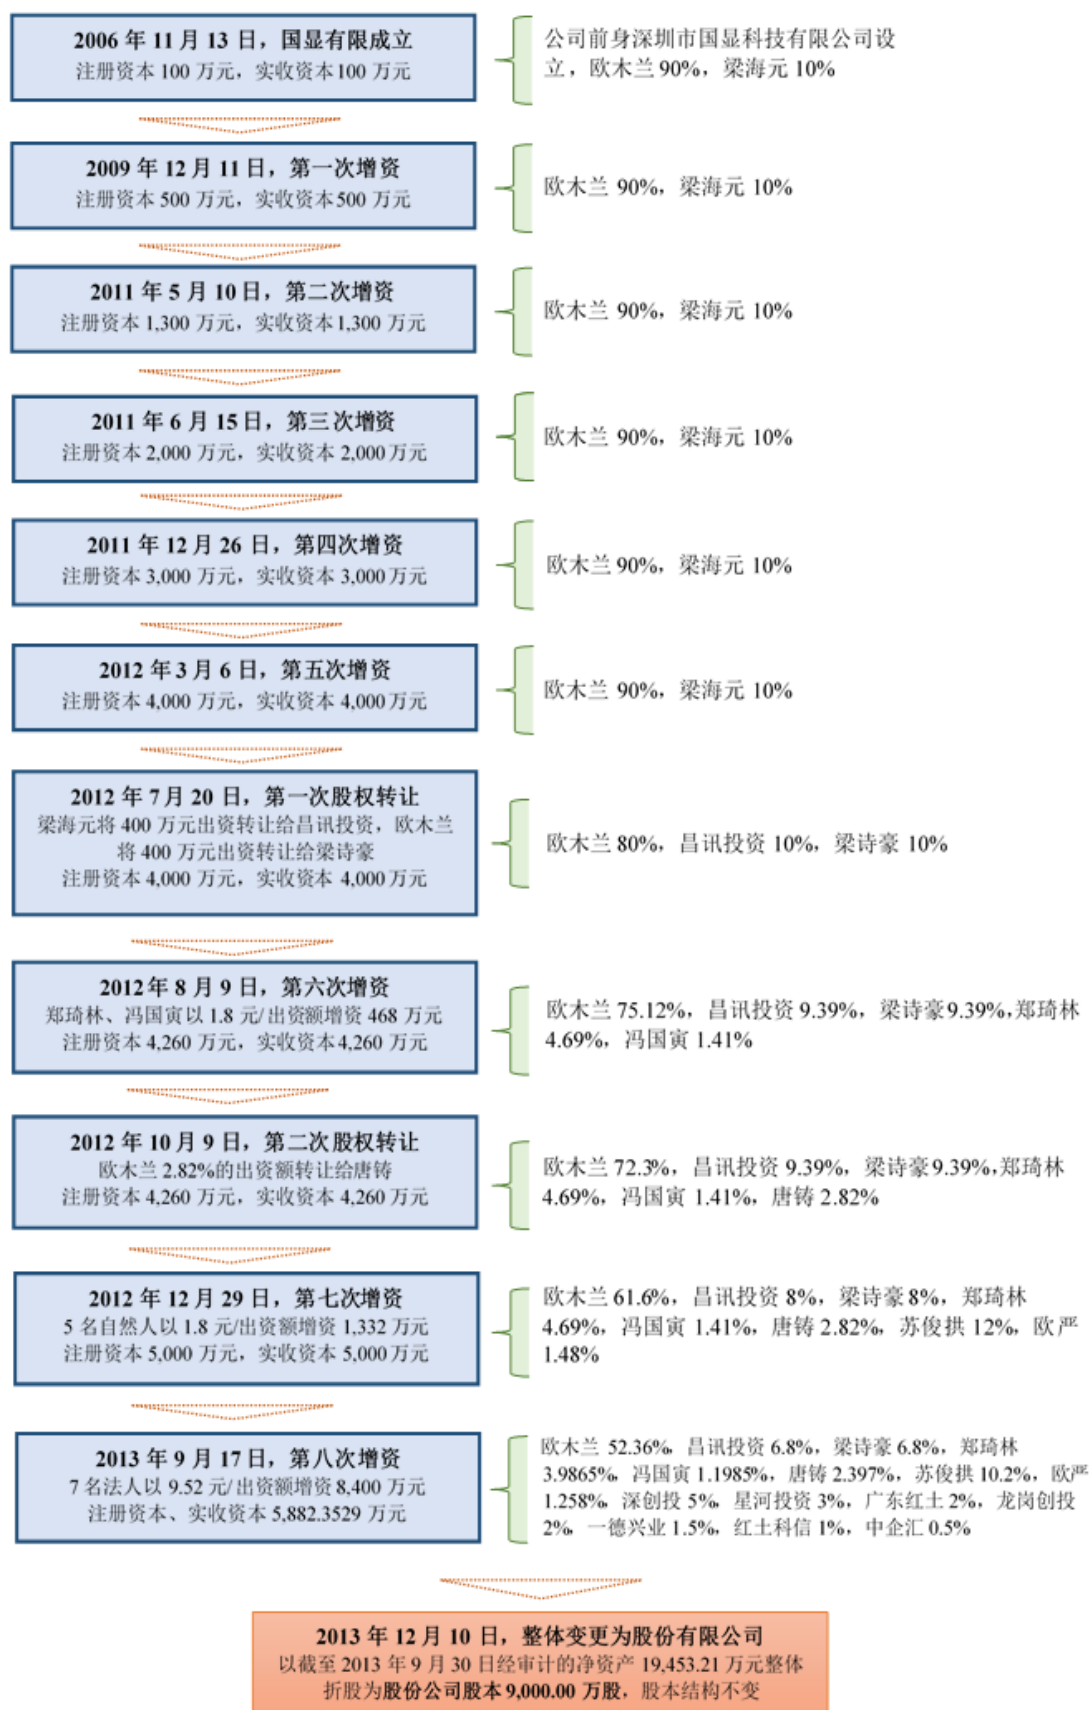 2006 年 11 月 13 日，国显有限成立
注册资本 100 万元，实收资本 100 万元
公司前身深圳市国显科技有限公司设
立，欧木兰 90%，梁海元 10%
2009 年 12 月 11 日，第一次增资
注册资本 500 万元，实收资本 500 万元
欧木兰 90%，梁海元 10%
2011 年 5 月 10 日，第二次增资
注册资本 1,300 万元，实收资本 1,300 万元
欧木兰 90%，梁海元 10%
2011 年 6 月 15 日，第三次增资
注册资本 2,000 万元，实收资本 2,000 万元
欧木兰 90%，梁海元 10%
2011 年 12 月 26 日，第四次增资
注册资本 3,000 万元，实收资本 3,000 万元
欧木兰 90%，梁海元 10%
2012 年 3 月 6 日，第五次增资
注册资本 4,000 万元，实收资本 4,000 万元
欧木兰 90%，梁海元 10%
2012 年 7 月 20 日，第一次股权转让
梁海元将 400 万元出资转让给昌讯投资，欧木兰
将 400 万元出资转让给梁诗豪
注册资本 4,000 万元，实收资本 4,000 万元
欧木兰 80%，昌讯投资 10%，梁诗豪 10%
2012 年 8 月 9 日，第六次增资
郑琦林、冯国寅以 1.8 元/出资额增资 468 万元
注册资本 4,260 万元，实收资本 4,260 万元
欧木兰 75.12%，昌讯投资 9.39%，梁诗豪 9.39%,郑琦林
4.69%，冯国寅 1.41%
2012 年 10 月 9 日，第二次股权转让
欧木兰 2.82%的出资额转让给唐铸
注册资本 4,260 万元，实收资本 4,260 万元
欧木兰 72.3%，昌讯投资 9.39%，梁诗豪 9.39%,郑琦林
4.69%，冯国寅 1.41%，唐铸 2.82%
2012 年 12 月 29 日，第七次增资
5 名自然人以 1.8 元/出资额增资 1,332 万元
注册资本 5,000 万元，实收资本 5,000 万元
欧木兰 61.6%，昌讯投资 8%，梁诗豪 8%，郑琦林
4.69%，冯国寅 1.41%，唐铸 2.82%，苏俊拱 12%，欧严
1.48%
2013 年 9 月 17 日，第八次增资
7 名法人以 9.52 元/出资额增资 8,400 万元
注册资本、实收资本 5,882.3529 万元
欧木兰 52.36%，昌讯投资 6.8%，梁诗豪 6.8%，郑琦林
3.9865%，冯国寅 1.1985%，唐铸 2.397%，苏俊拱 10.2%，欧严
1.258%，深创投 5%，星河投资 3%，广东红土 2%，龙岗创投
2%，一德兴业 1.5%，红土科信 1%，中企汇 0.5%
2013 年 12 月 10 日，整体变更为股份有限公司
以截至 2013 年 9 月 30 日经审计的净资产 19,453.21 万元整体
折股为股份公司股本 9,000.00 万股，股本结构不变